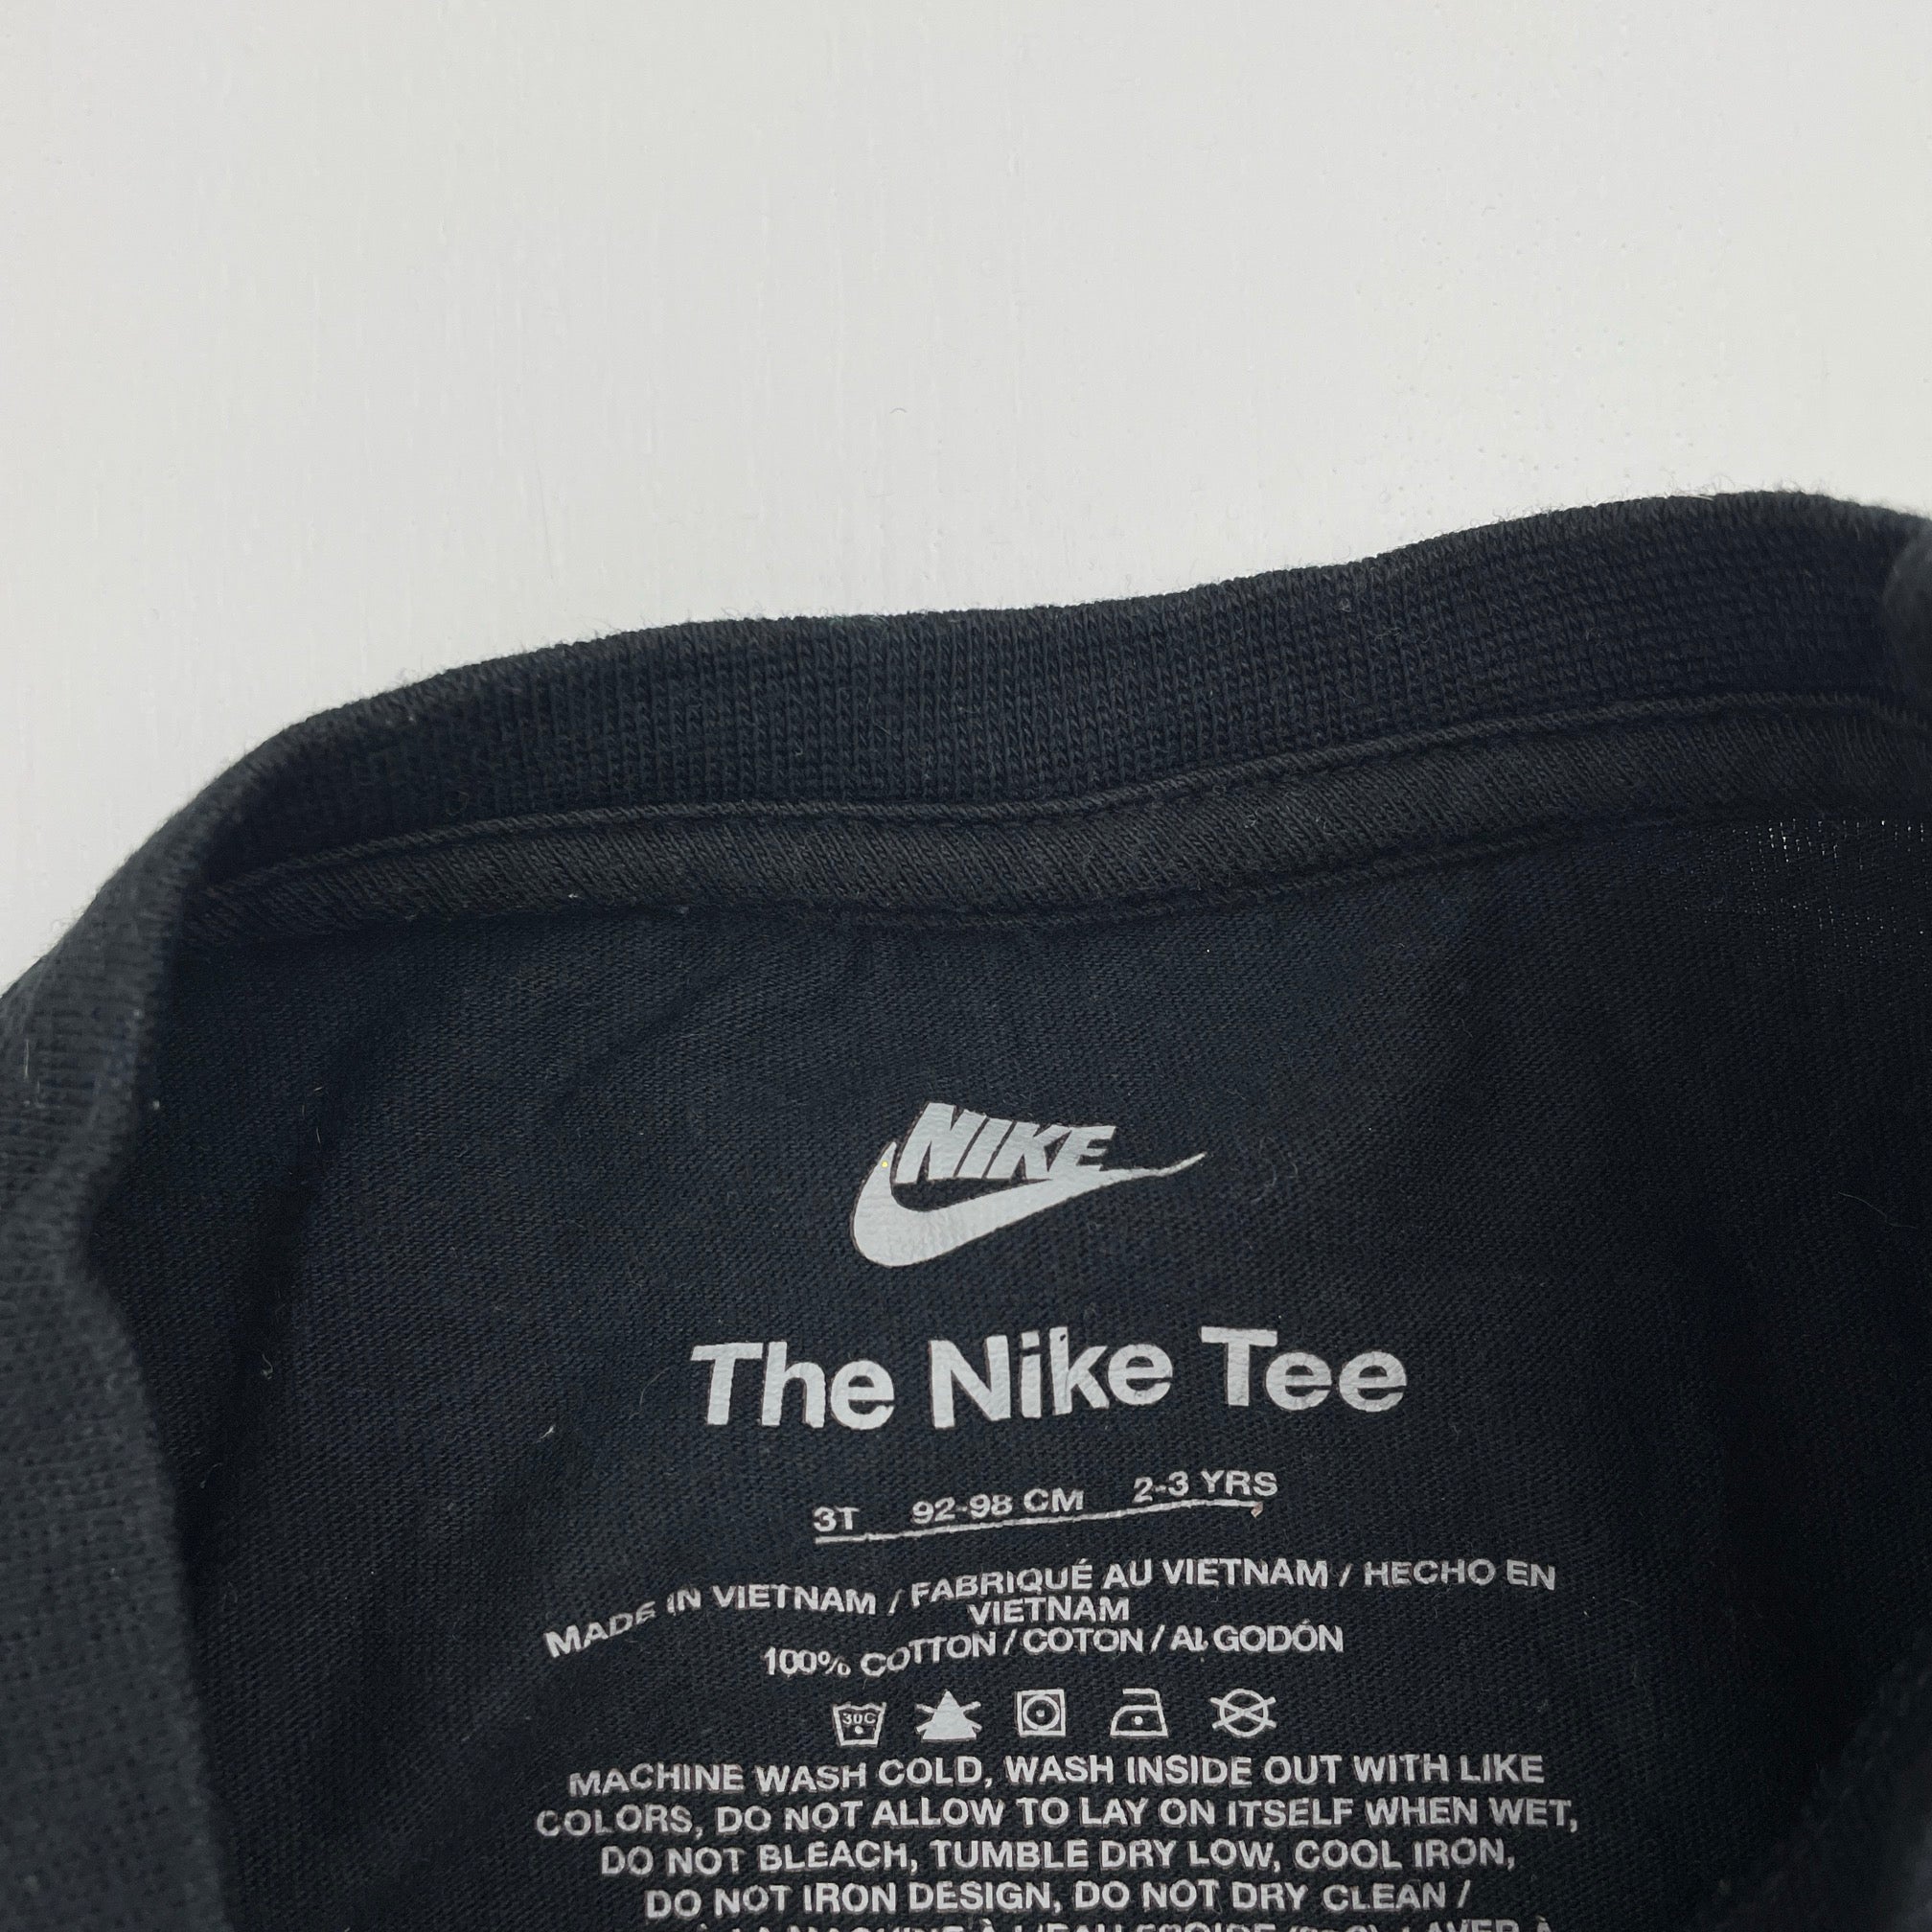 NIKE
The Nike Tee
3T 92-98 CM 2-3 YRS
MADE IN VIETNAM / FABRIQUÉ AU VIETNAM / HECHO EN
VIETNAM
100% COTTON / COTON / ALGODÓN
30C
MACHINE WASH COLD, WASH INSIDE OUT WITH LIKE
COLORS, DO NOT ALLOW TO LAY ON ITSELF WHEN WET,
DO NOT BLEACH, TUMBLE DRY LOW, COOL IRON,
DO NOT IRON DESIGN, DO NOT DRY CLEAN /